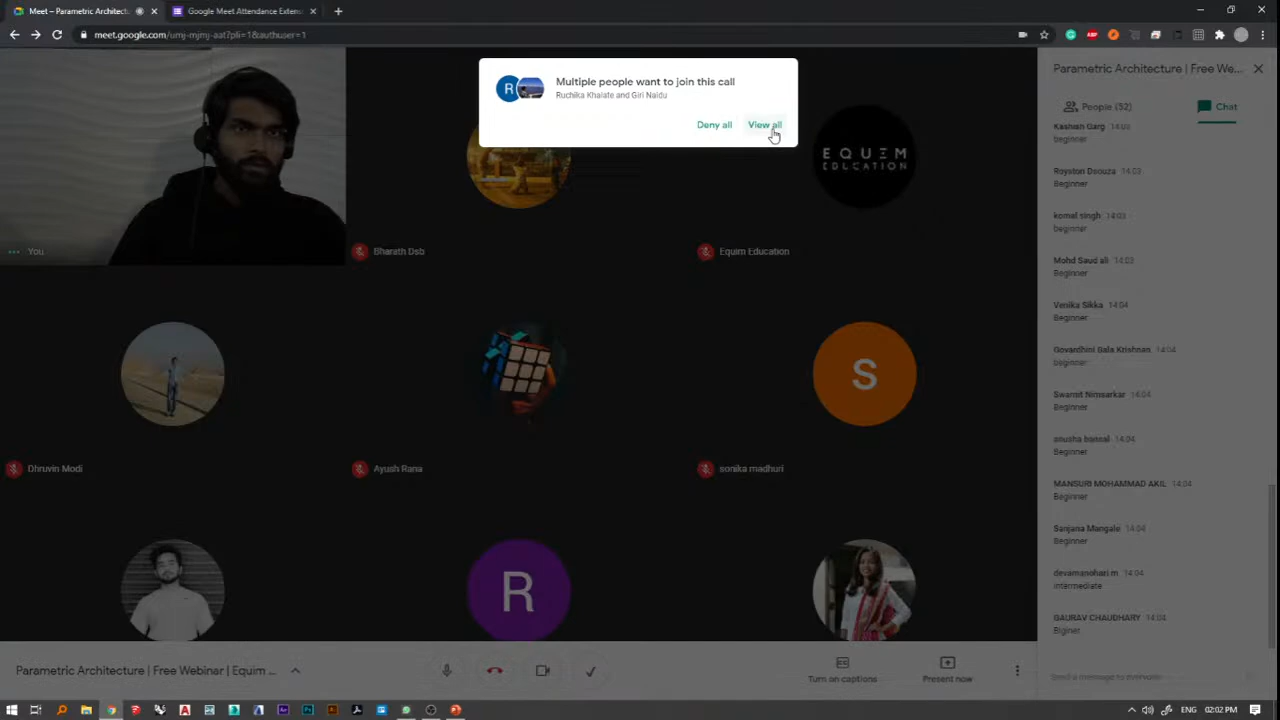 Meet – Parametric Architectu
Google Meet Attendance Extens
meet.google.com/umj-mjmj-aat?pli=1&authuser=1
Multiple people want to join this call
Ruchika Khalate and Giri Naidu
Deny all
View all
R
You
Bharath Dsb
EQUEM
EDUCATION
Equim Education
Dhruvin Modi
Ayush Rana
S
sonika madhuri
R
Parametric Architecture | Free We...
People (32)
Chat
Kashish Garg 14:03
beginner
Royston Dsouza 14:03
Beginner
komal singh 14:03
beginner
Mohd Saud ali 14:03
Beginner
Venika Sikka 14:04
Beginner
Govardhini Bala Krishnan 14:04
beginner
Swarnit Nimsarkar 14:04
Beginner
anusha bansal 14:04
Beginner
MANSURI MOHAMMAD AKIL 14:04
Beginner
Sanjana Mangale 14:04
Beginner
devamanohari m 14:04
intermediate
GAURAV CHAUDHARY 14:04
Biginer
Send a message to everyone
Parametric Architecture | Free Webinar | Equim ...
Turn on captions
Present now
ENG 02:02 PM